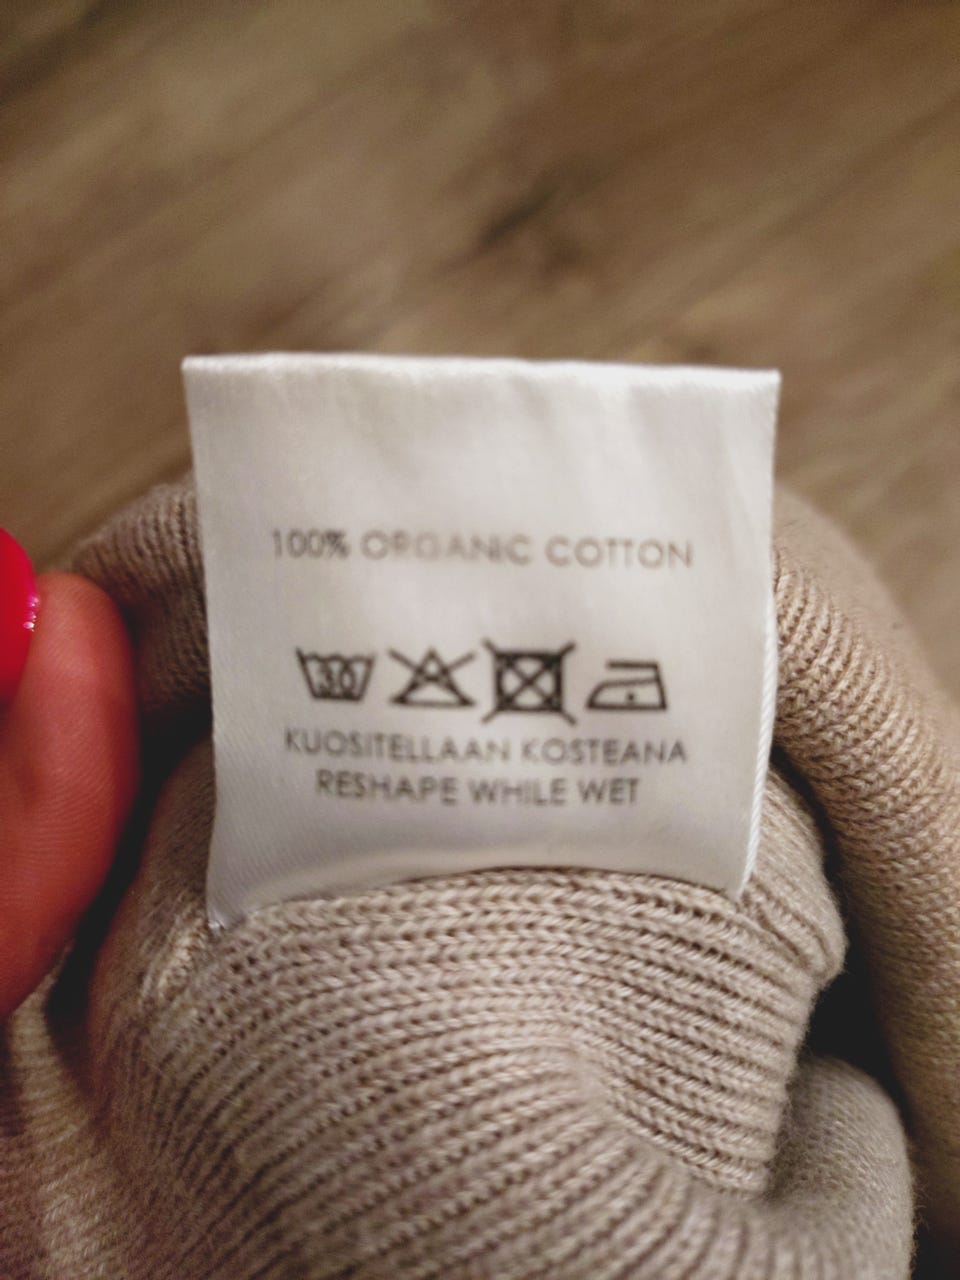 100% ORGANIC COTTON
30
KUOSITELLAAN KOSTEANA
RESHAPE WHILE WET